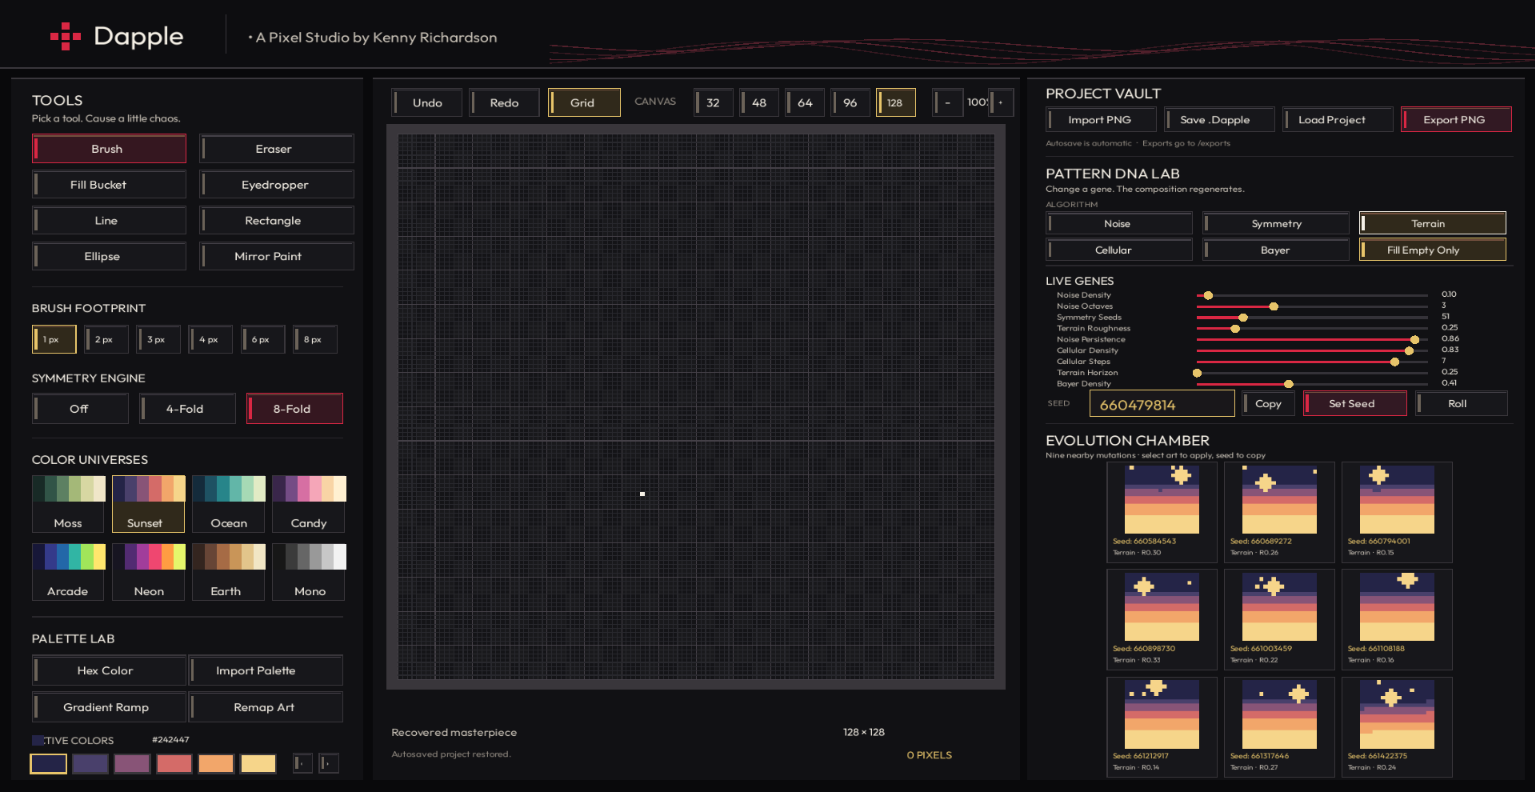 Dapple
• A Pixel Studio by Kenny Richardson
TOOLS
Pick a tool. Cause a little chaos.
Brush
Eraser
Fill Bucket
Eyedropper
Line
Rectangle
Ellipse
Mirror Paint
BRUSH FOOTPRINT
1 px
2 px
3 px
4 px
6 px
8 px
SYMMETRY ENGINE
Off
4-Fold
8-Fold
COLOR UNIVERSES
Moss
Sunset
Ocean
Candy
Arcade
Neon
Earth
Mono
PALETTE LAB
Hex Color
Import Palette
Gradient Ramp
Remap Art
TIVE COLORS
#242447
Undo
Redo
Grid
CANVAS
32
48
64
96
128
-
100%
+
Recovered masterpiece
128 × 128
Autosaved project restored.
0 PIXELS
PROJECT VAULT
Import PNG
Save .Dapple
Load Project
Export PNG
Autosave is automatic · Exports go to /exports
PATTERN DNA LAB
Change a gene. The composition regenerates.
ALGORITHM
Noise
Symmetry
Terrain
Cellular
Bayer
Fill Empty Only
LIVE GENES
Noise Density 0.10
Noise Octaves 3
Symmetry Seeds 51
Terrain Roughness 0.25
Noise Persistence 0.86
Cellular Density 0.83
Cellular Steps 7
Terrain Horizon 0.25
Bayer Density 0.41
SEED
660479814
Copy
Set Seed
Roll
EVOLUTION CHAMBER
Nine nearby mutations · select art to apply, seed to copy
Seed: 660584543
Terrain · R0.30
Seed: 660689272
Terrain · R0.26
Seed: 660794001
Terrain · R0.15
Seed: 660898730
Terrain · R0.33
Seed: 661003459
Terrain · R0.22
Seed: 661108188
Terrain · R0.16
Seed: 661212917
Terrain · R0.14
Seed: 661317646
Terrain · R0.27
Seed: 661422375
Terrain · R0.24